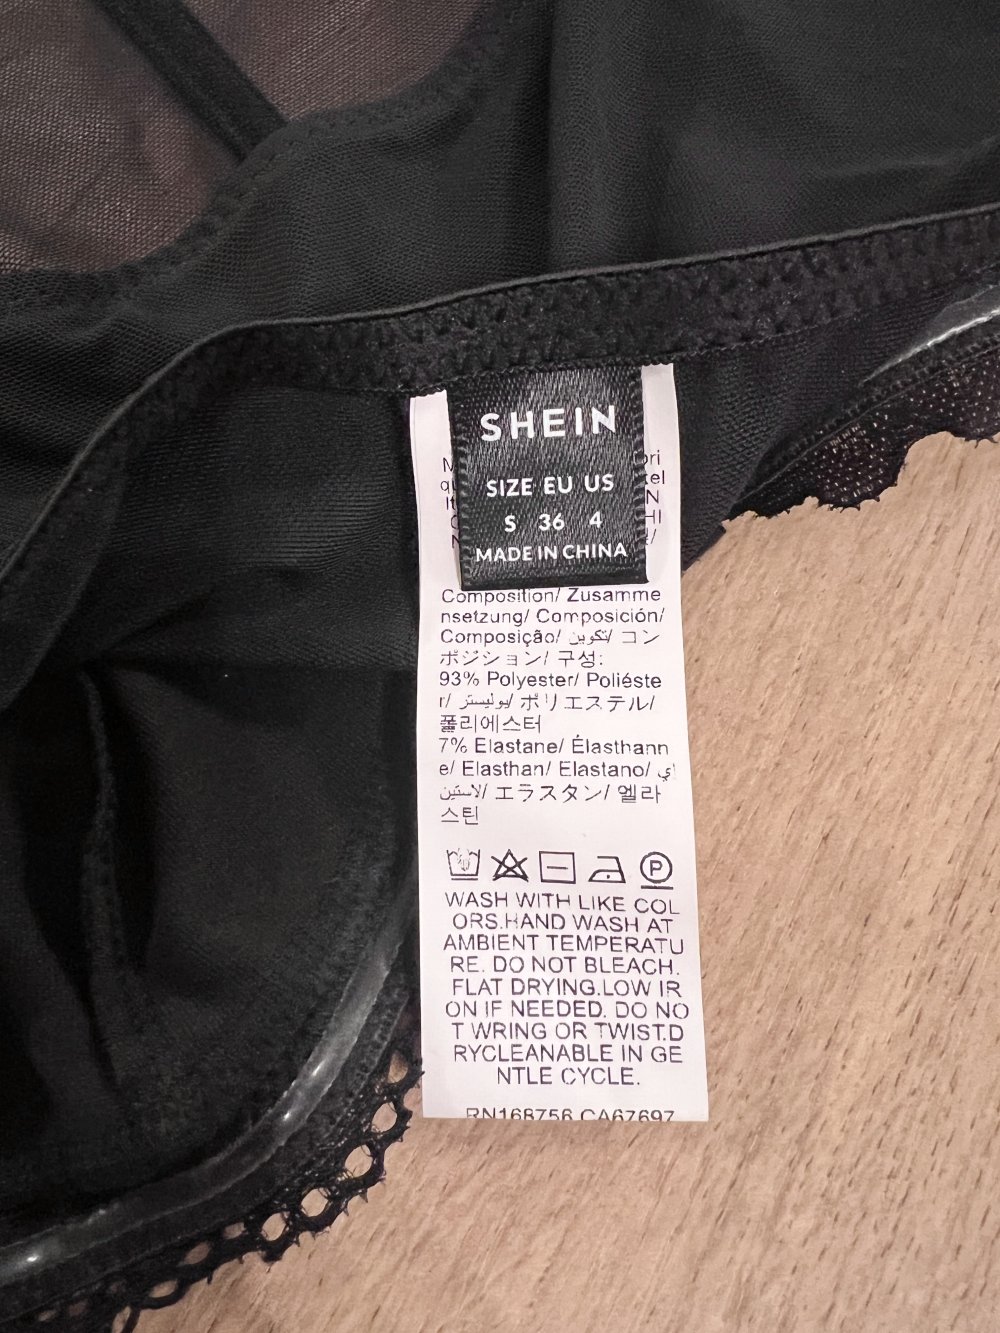 SHEIN
SIZE EU US
S 36 4
MADE IN CHINA
Composition/ Zusamme
nsetzung/ Composición/
Composição/ تكوين/ コン
ポジション/ 구성:
93% Polyester/ Poliéste
r/ بوليستر/ ポリエステル/
폴리에스터
7% Elastane/ Élasthann
e/ Elasthan/ Elastano/ إي
لاستين/ エラスタン/ 엘라
스틴
P
WASH WITH LIKE COL
ORS.HAND WASH AT
AMBIENT TEMPERATU
RE. DO NOT BLEACH.
FLAT DRYING.LOW IR
ON IF NEEDED. DO NO
T WRING OR TWIST.D
RYCLEANABLE IN GE
NTLE CYCLE.
RN168756 CA67697